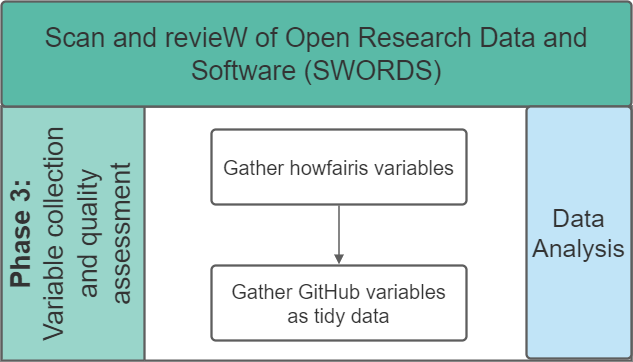 Scan and revieW of Open Research Data and
Software (SWORDS)
Phase 3:
Variable collection
and quality
assessment
Gather howfairis variables
Gather GitHub variables
as tidy data
Data
Analysis